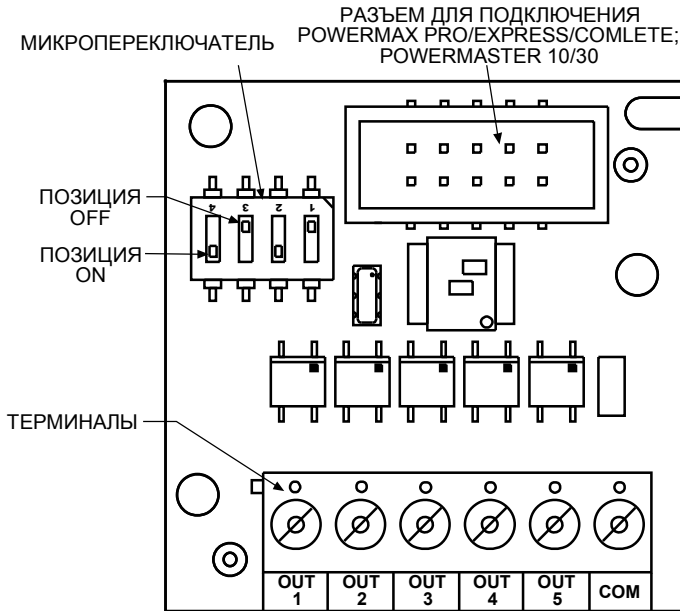 РАЗЪЕМ ДЛЯ ПОДКЛЮЧЕНИЯ
POWERMAX PRO/EXPRESS/COMLETE;
POWERMASTER 10/30
МИКРОПЕРЕКЛЮЧАТЕЛЬ
4 3 2 1
ПОЗИЦИЯ
OFF
ПОЗИЦИЯ
ON
ТЕРМИНАЛЫ
OUT 1
OUT 2
OUT 3
OUT 4
OUT 5
COM